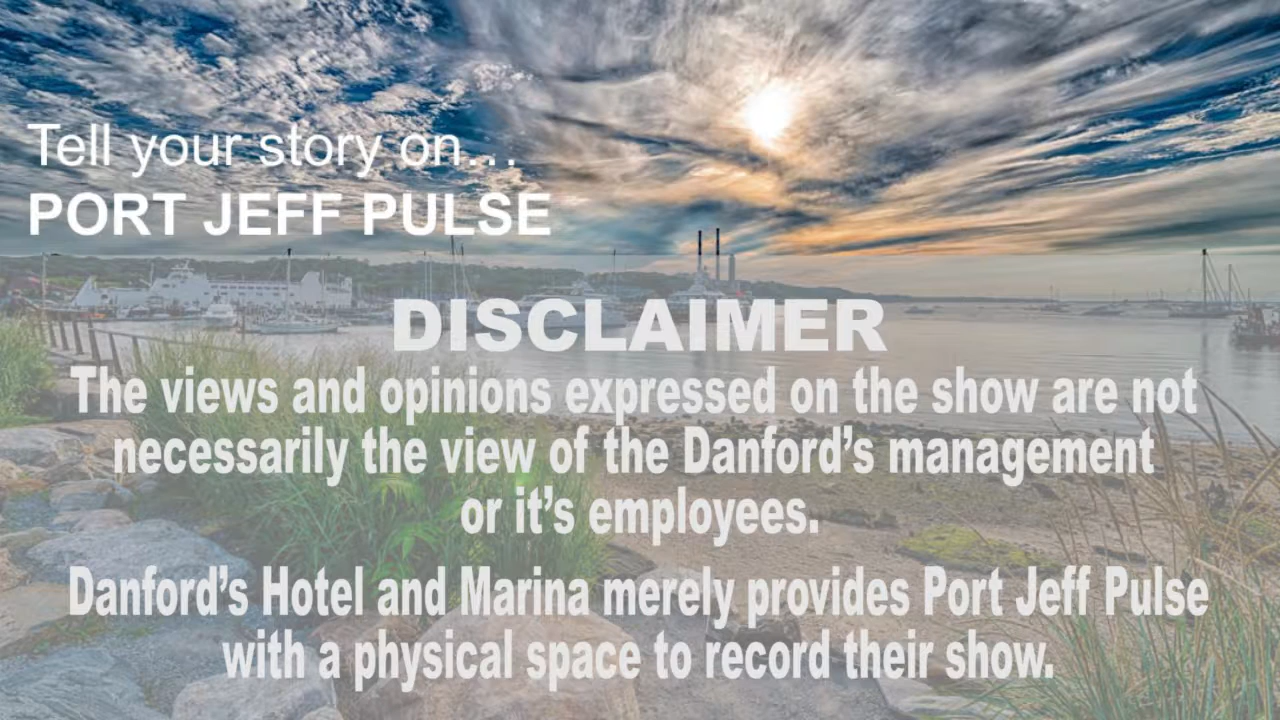 Tell your story on…
PORT JEFF PULSE
DISCLAIMER
The views and opinions expressed on the show are not
necessarily the view of the Danford’s management
or it’s employees.
Danford’s Hotel and Marina merely provides Port Jeff Pulse
with a physical space to record their show.